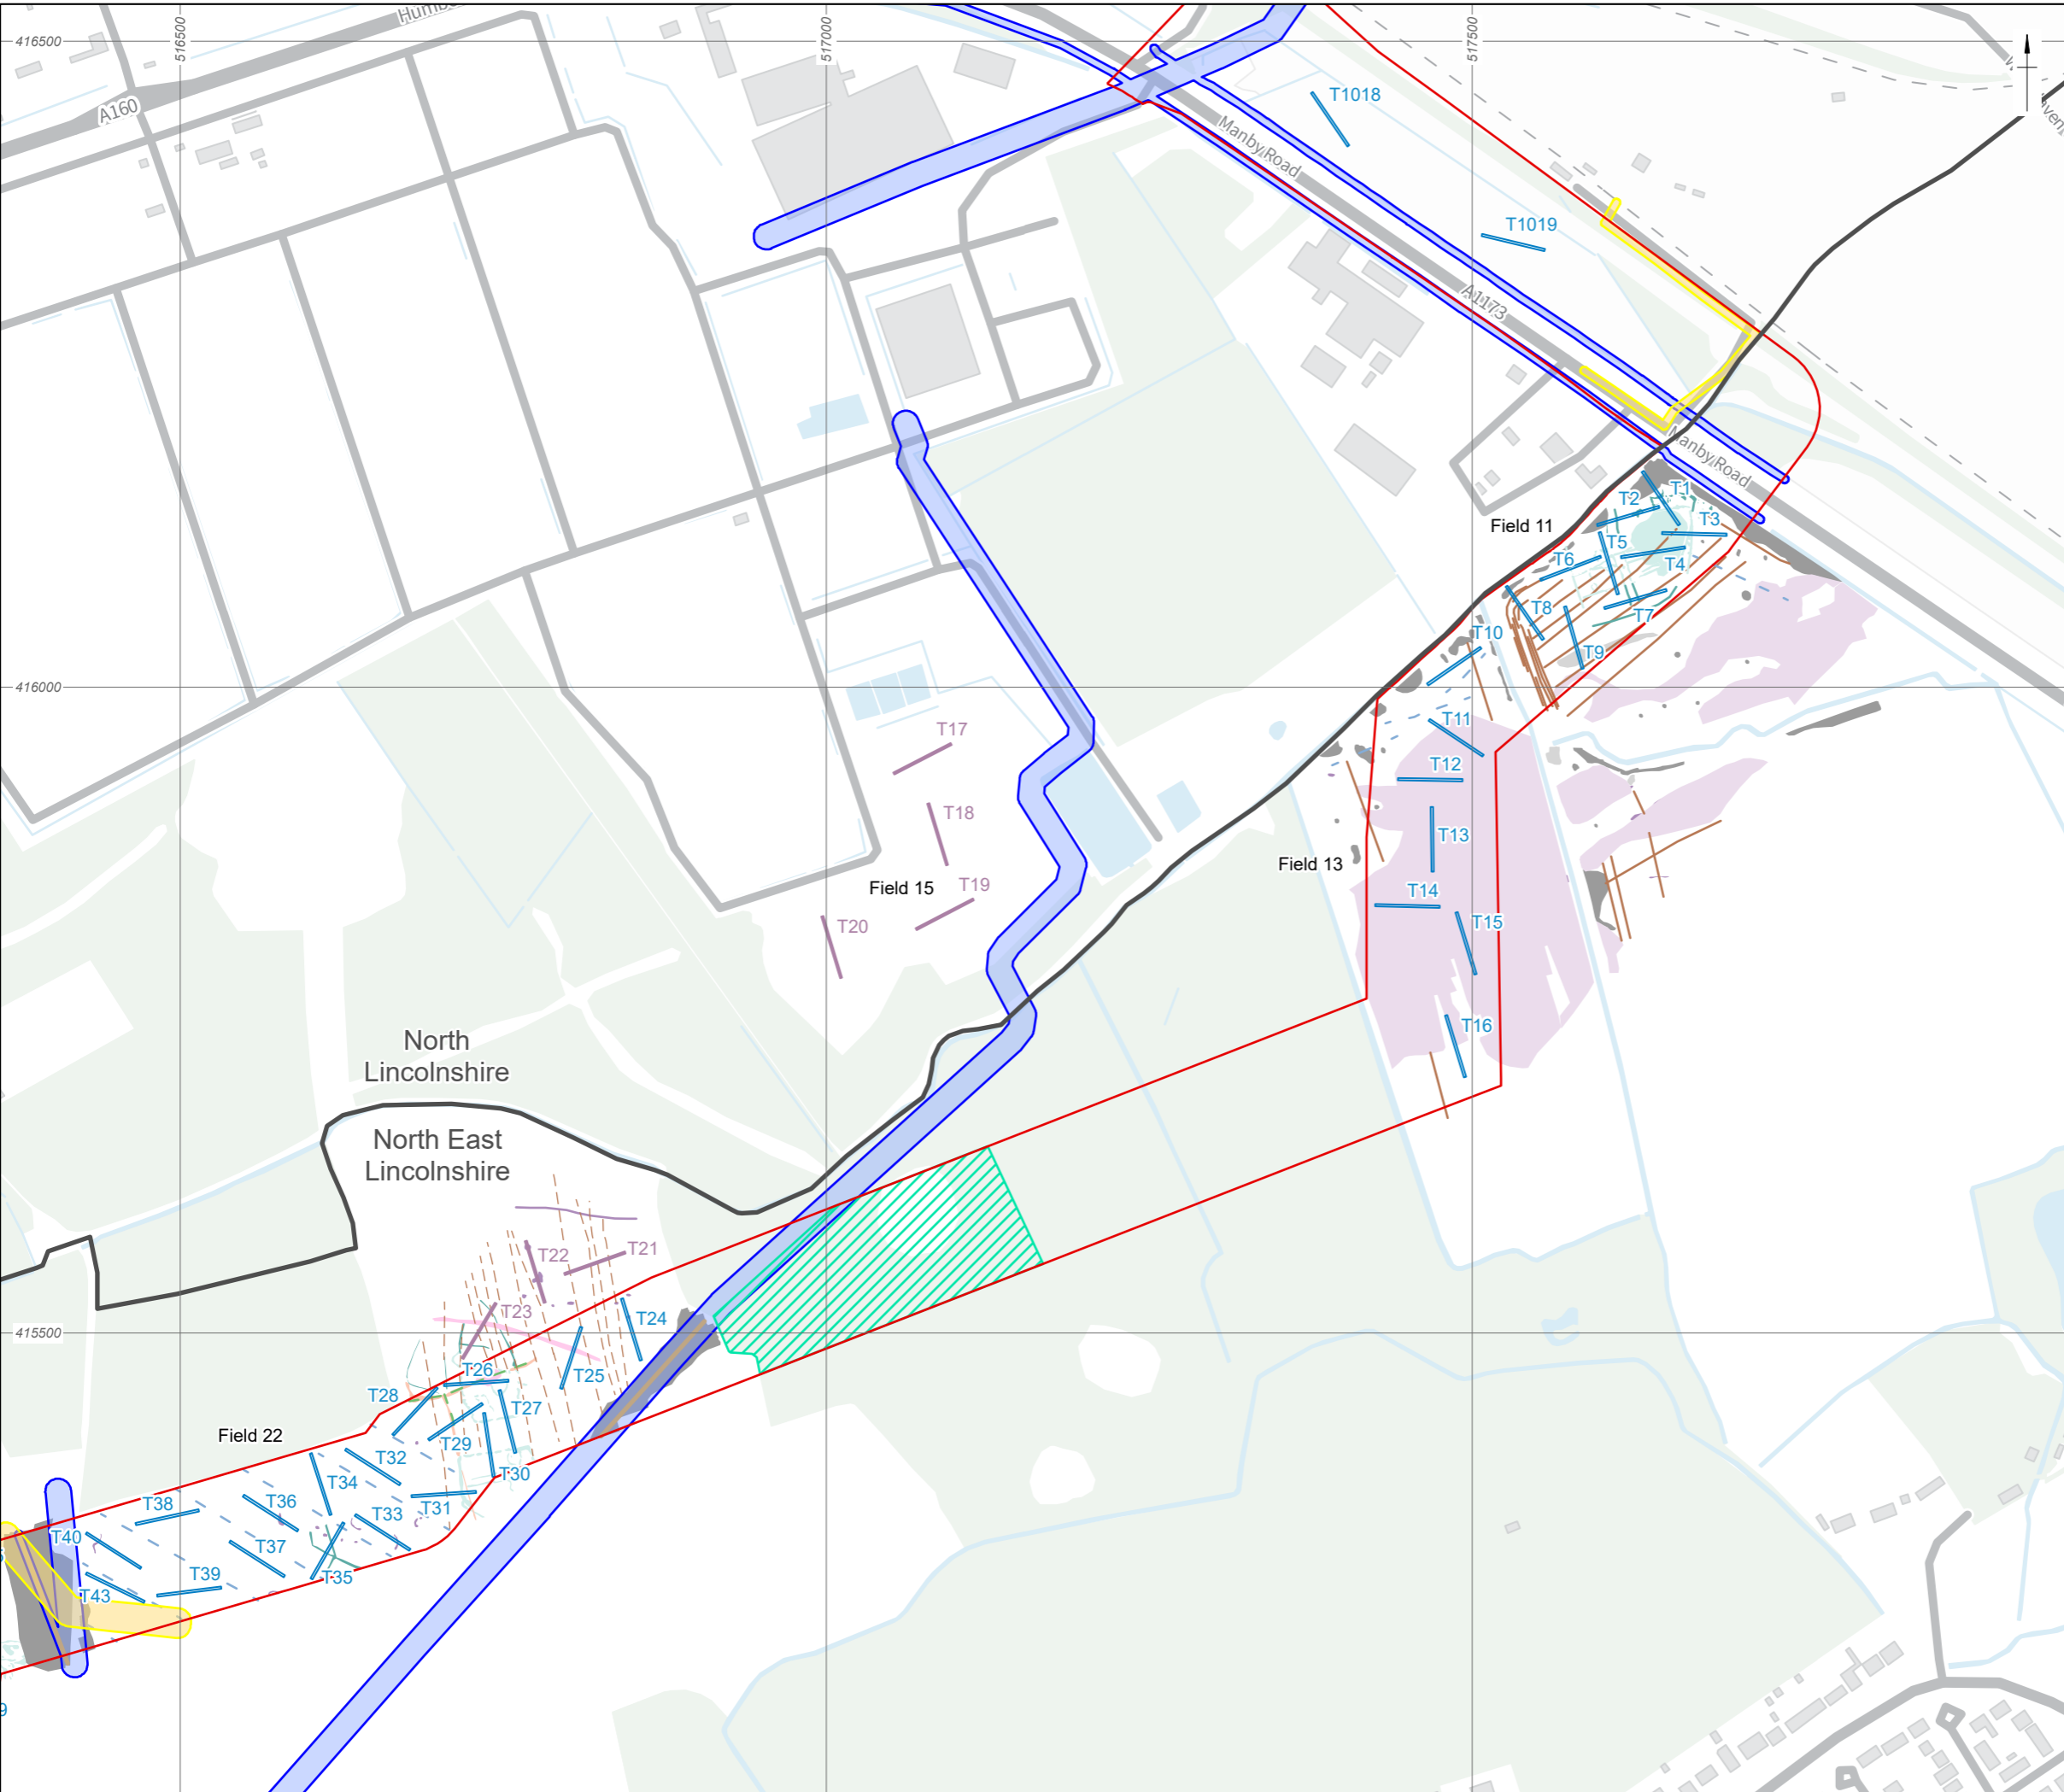 516500
517000
517500
416500
A160
T1018
Manby Road
T1019
A1173
Manby Road
Field 11
T1
T2
T3
T5
T4
T6
T8
T7
T10
T9
416000
T11
T17
T12
T18
T13
Field 13
Field 15
T19
T14
T20
T15
T16
North
Lincolnshire
North East
Lincolnshire
T22
T21
T23
T24
415500
T26
T25
T28
T27
Field 22
T29
T32
T30
T34
T36
T38
T31
T33
T40
T37
T39
T35
T43